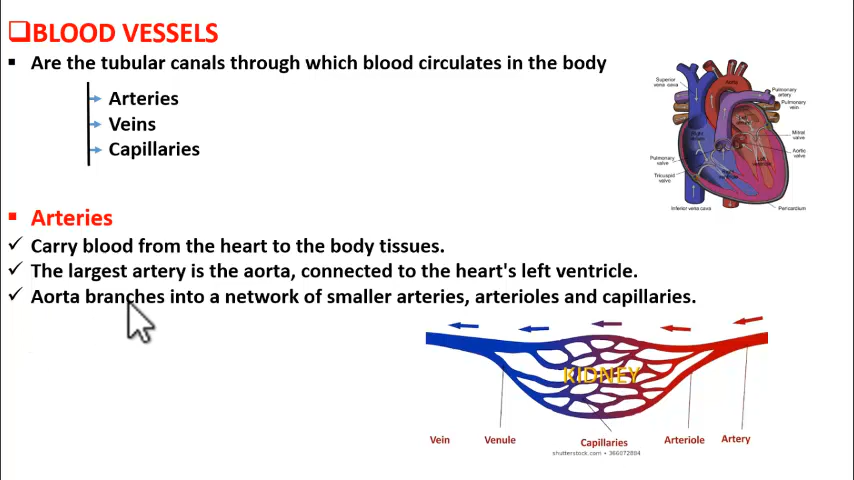 BLOOD VESSELS
Are the tubular canals through which blood circulates in the body
Arteries
Veins
Capillaries
Superior vena cava
Aorta
Pulmonary artery
Pulmonary vein
Mitral valve
Aortic valve
Pulmonary valve
Tricuspid valve
Inferior vena cava
Pericardium
Arteries
Carry blood from the heart to the body tissues.
The largest artery is the aorta, connected to the heart's left ventricle.
Aorta branches into a network of smaller arteries, arterioles and capillaries.
KIDNEY
Vein Venule Capillaries Arteriole Artery
shutterstock.com • 366072884